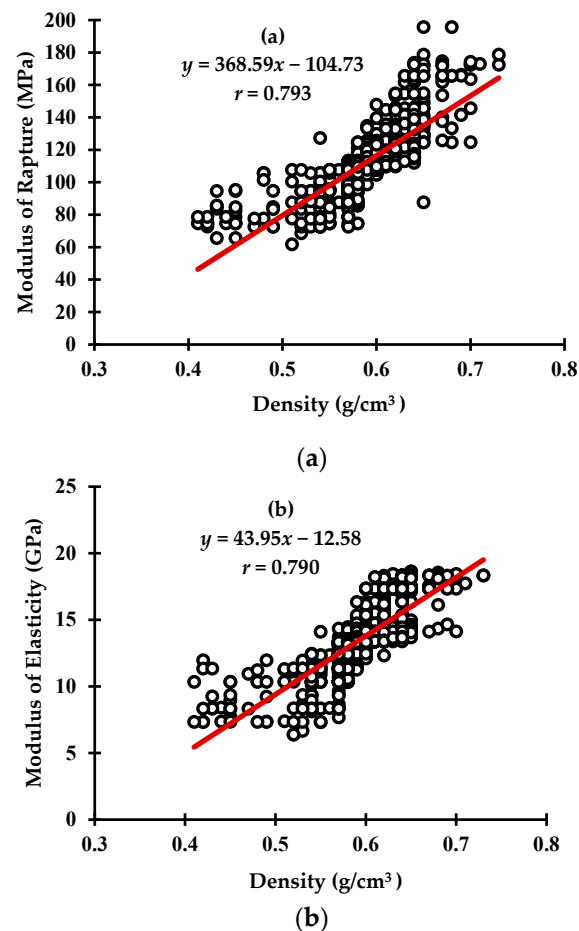 (a)
y = 368.59x − 104.73
r = 0.793
Modulus of Rapture (MPa)
200
180
160
140
120
100
80
60
40
20
0
0.3 0.4 0.5 0.6 0.7 0.8
Density (g/cm³)
(a)
(b)
y = 43.95x − 12.58
r = 0.790
Modulus of Elasticity (GPa)
25
20
15
10
5
0
0.3 0.4 0.5 0.6 0.7 0.8
Density (g/cm³)
(b)